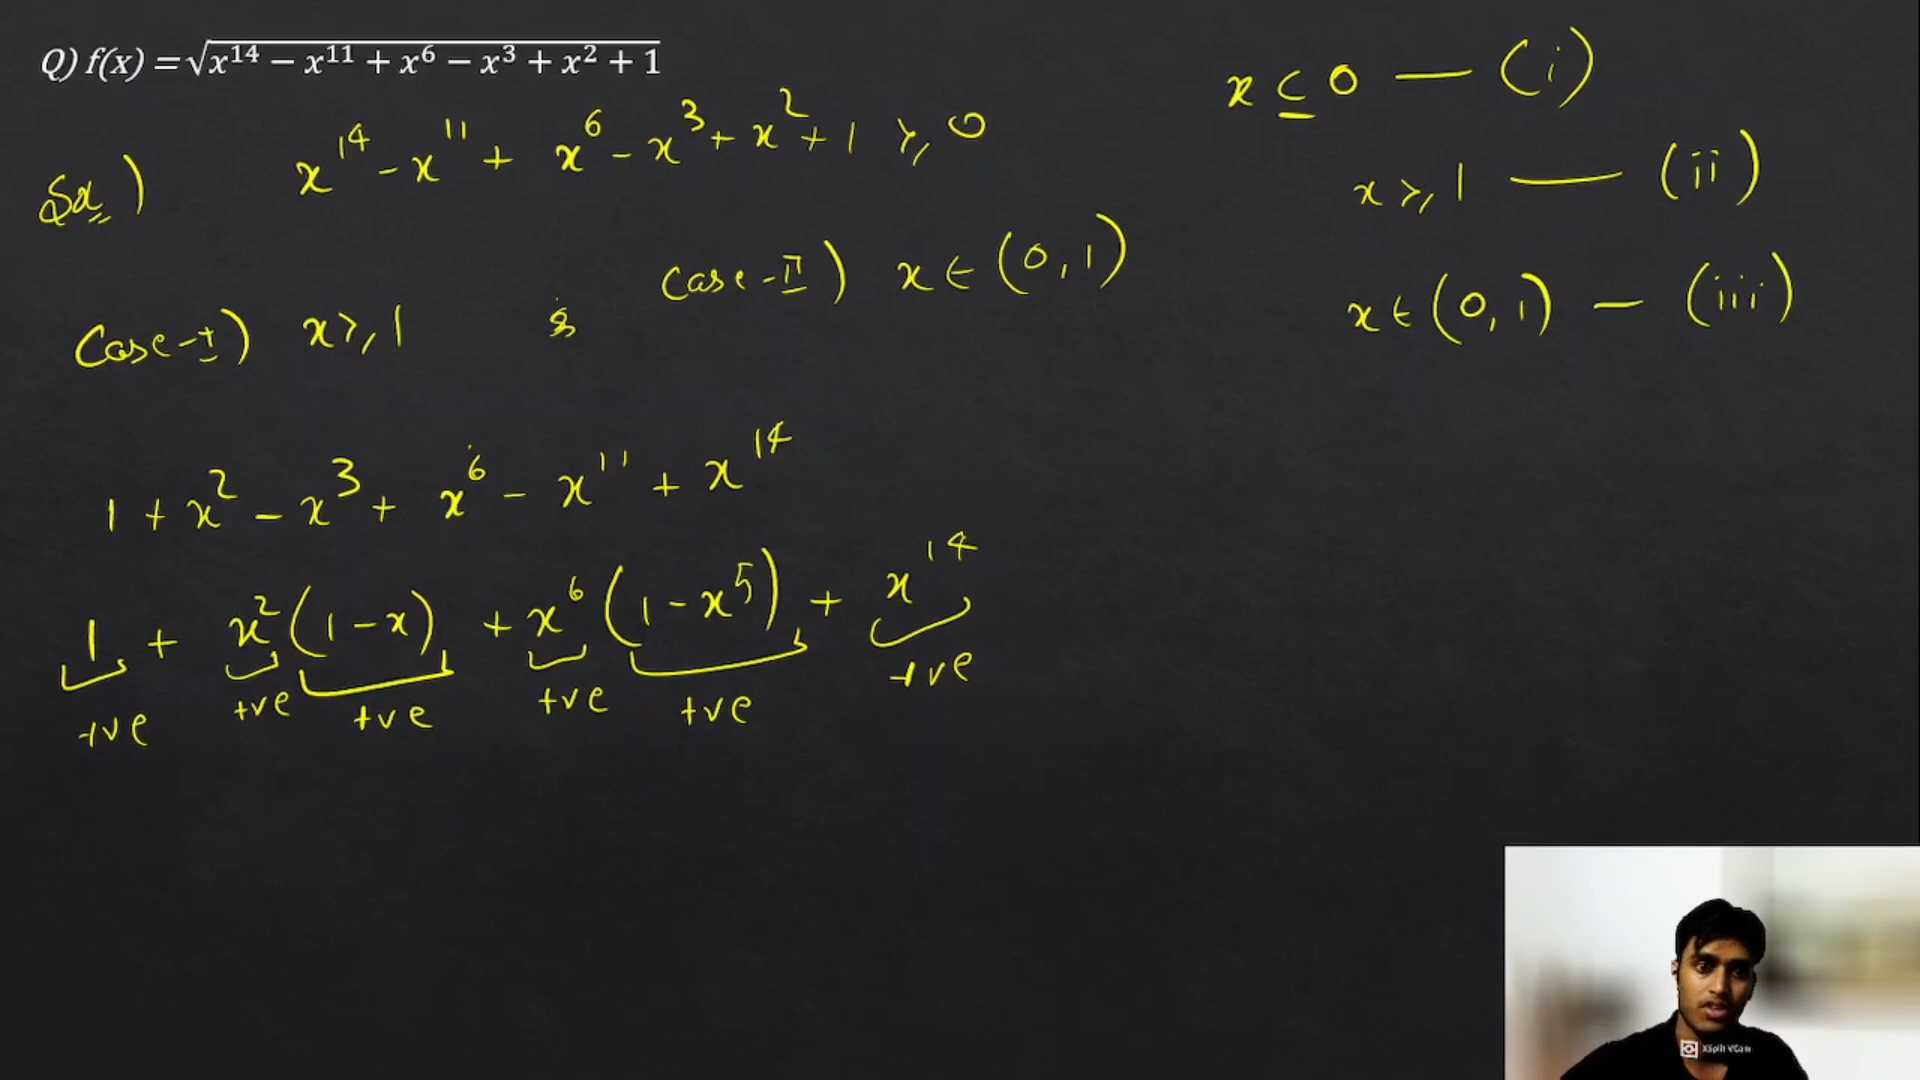 Q) f(x) = √x¹⁴ − x¹¹ + x⁶ − x³ + x² + 1
x ≤ 0 — (i)
Sol) x¹⁴ - x¹¹ + x⁶ - x³ + x² + 1 ≥ 0
x ≥ 1 — (ii)
x ∈ (0, 1) — (iii)
Case-I) x ≥ 1 & Case-II) x ∈ (0, 1)
1 + x² - x³ + x⁶ - x¹¹ + x¹⁴
1 + x²(1-x) + x⁶(1-x⁵) + x¹⁴
+ve +ve +ve +ve +ve +ve
XSplit VCam